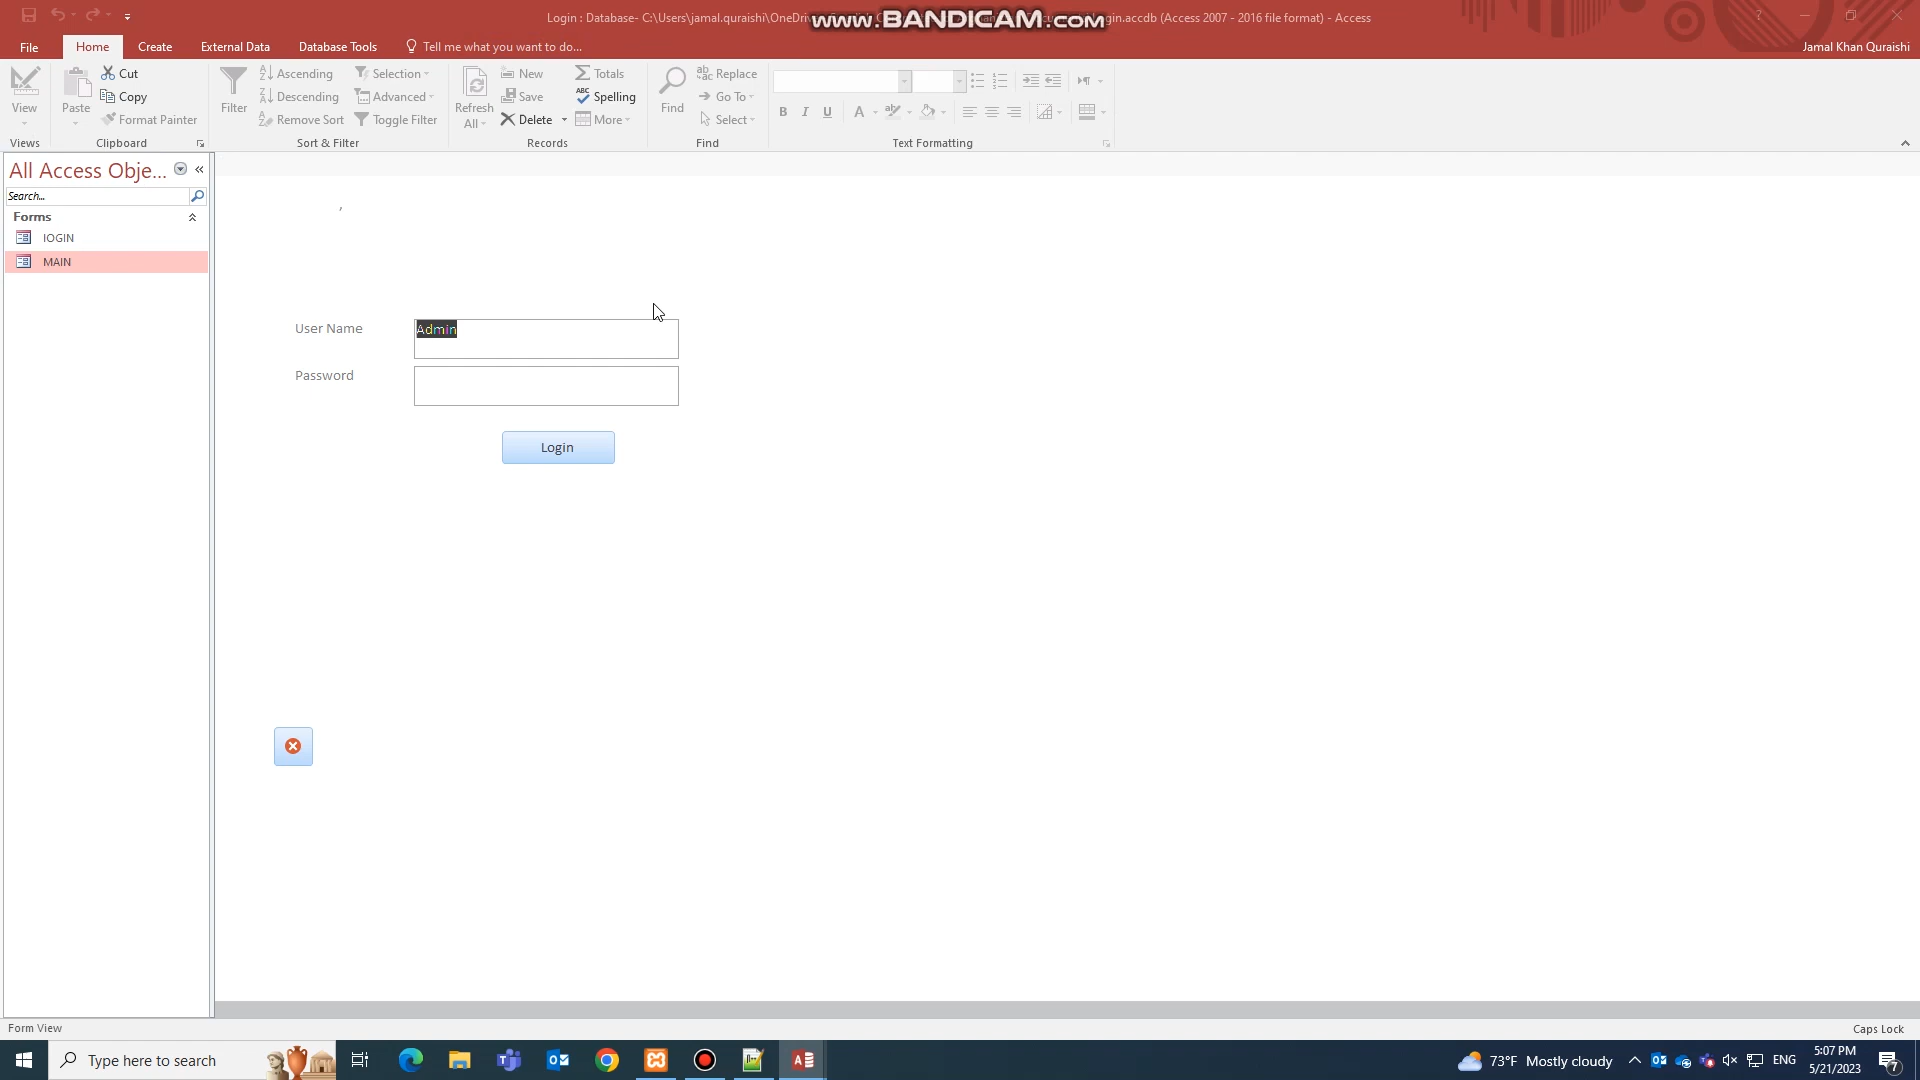 Login : Database- C:\Users\jamal.quraishi\OneDriv
www.BANDICAM.com
gin.accdb (Access 2007 - 2016 file format) - Access
?
File
Home
Create
External Data
Database Tools
Tell me what you want to do...
Jamal Khan Quraishi
View
Paste
Cut
Copy
Format Painter
Filter
Ascending
Descending
Remove Sort
Selection
Advanced
Toggle Filter
Refresh
All
New
Save
Delete
Totals
Spelling
More
Find
Replace
Go To
Select
B I U A
Views
Clipboard
Sort & Filter
Records
Find
Text Formatting
All Access Obje...
Search...
Forms
lOGIN
MAIN
,
User Name
Admin
Password
Login
Form View
Caps Lock
Type here to search
73°F Mostly cloudy
ENG
5:07 PM
5/21/2023
7